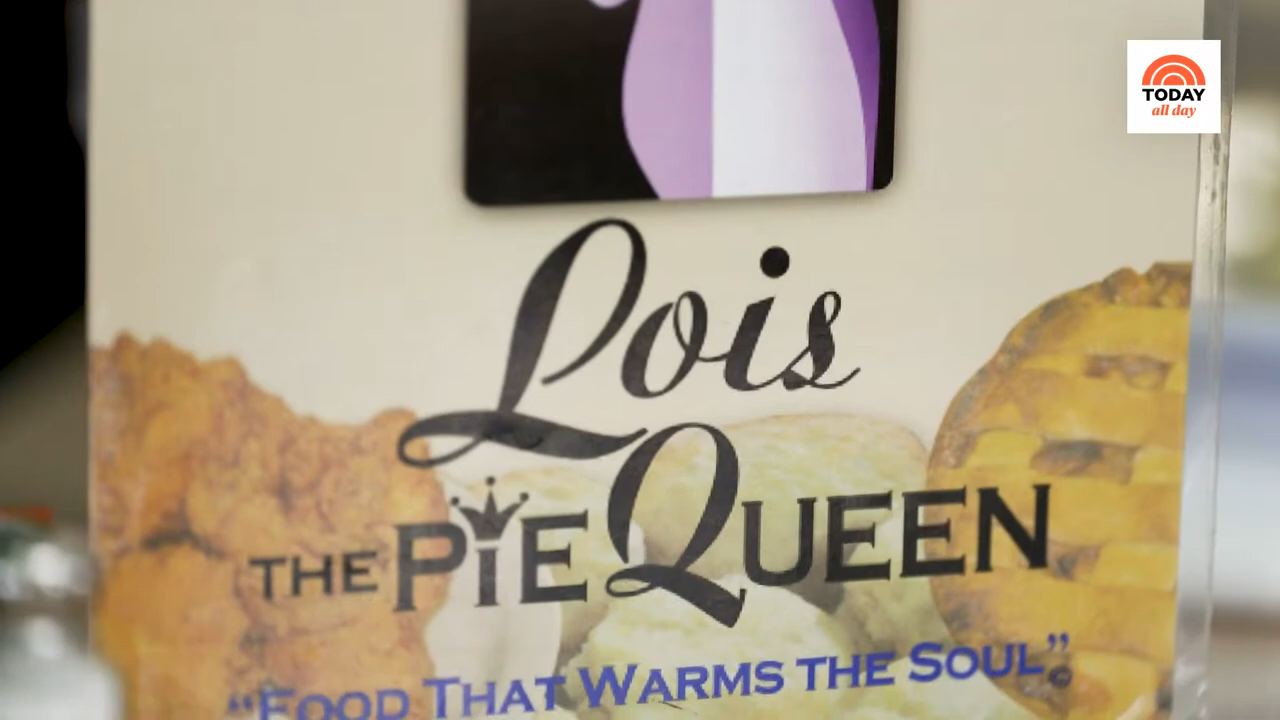 TODAY
all day
Lois
THE PIE QUEEN
“FOOD THAT WARMS THE SOUL”©